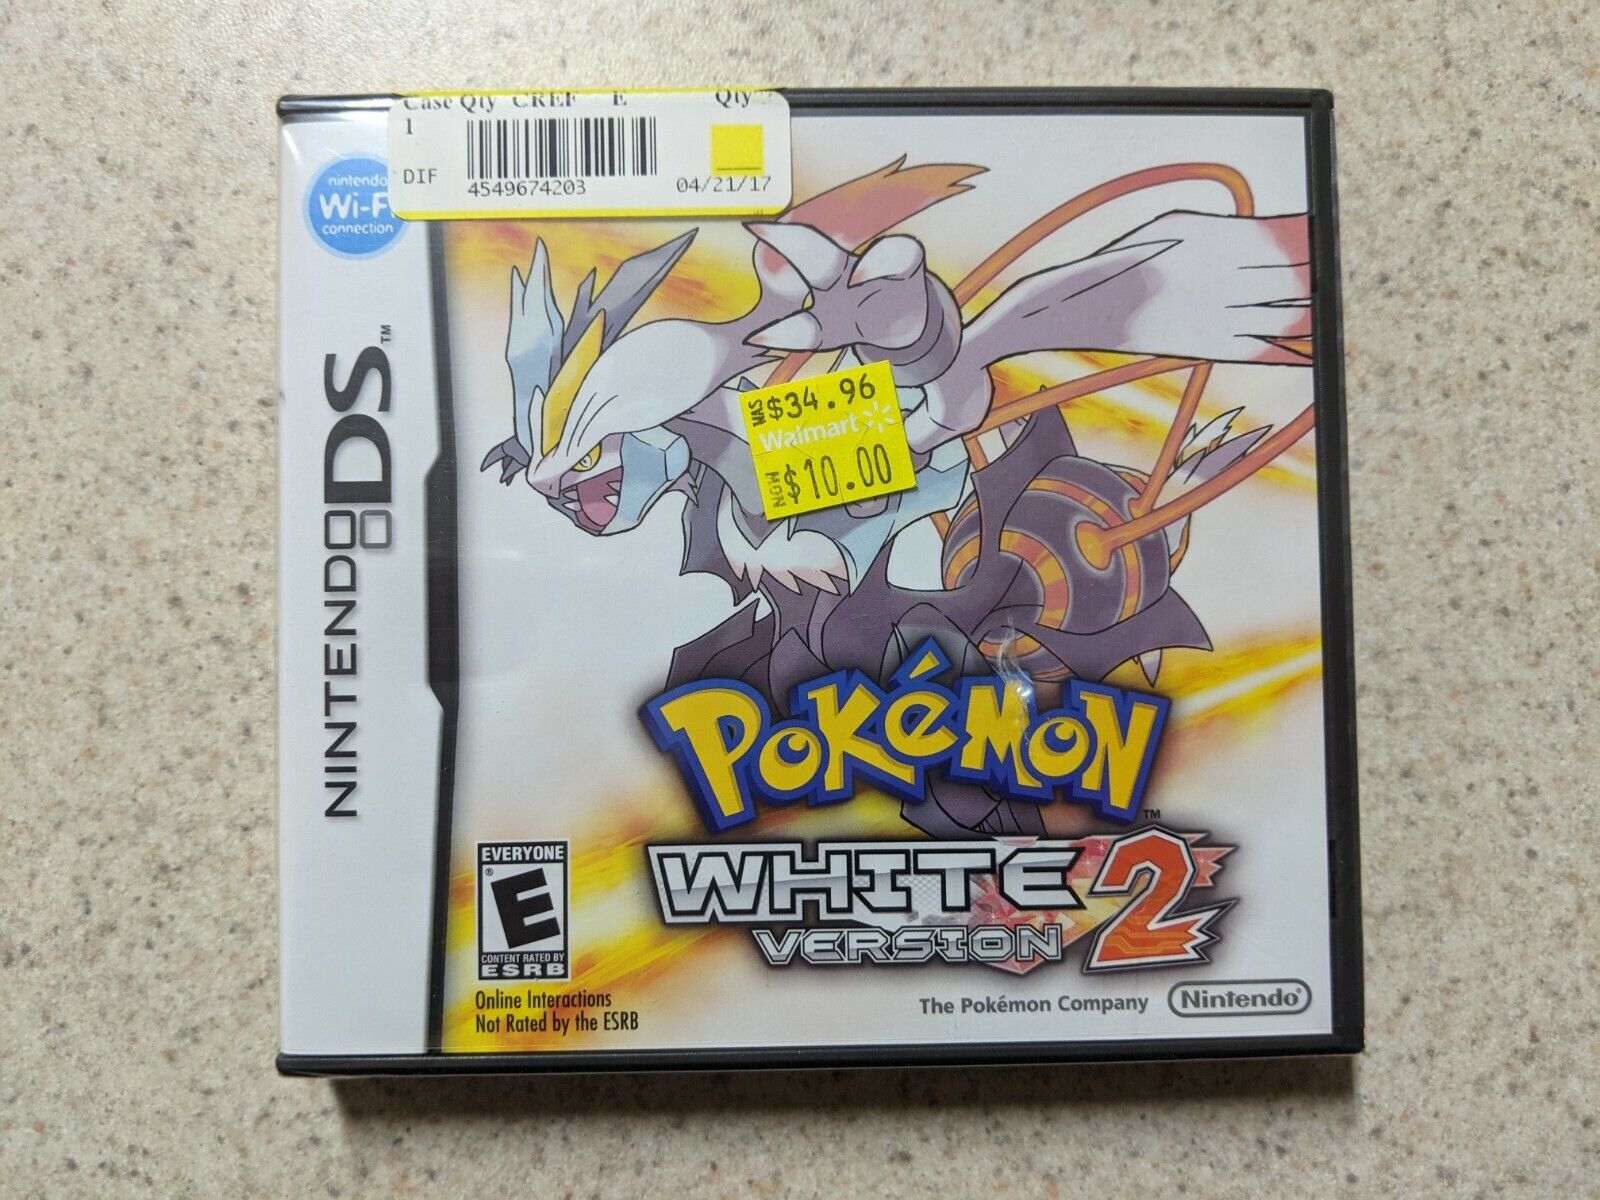 Case Qty CREF E Qty
1
DIF
4549674203
04/21/17
nintendo
Wi-Fi
connection
NINTENDO DS™
WAS $34.96
Walmart
NOW $10.00
POKéMON™
WHITE
VERSION 2
EVERYONE
E
®
CONTENT RATED BY
ESRB
Online Interactions
Not Rated by the ESRB
The Pokémon Company
Nintendo®